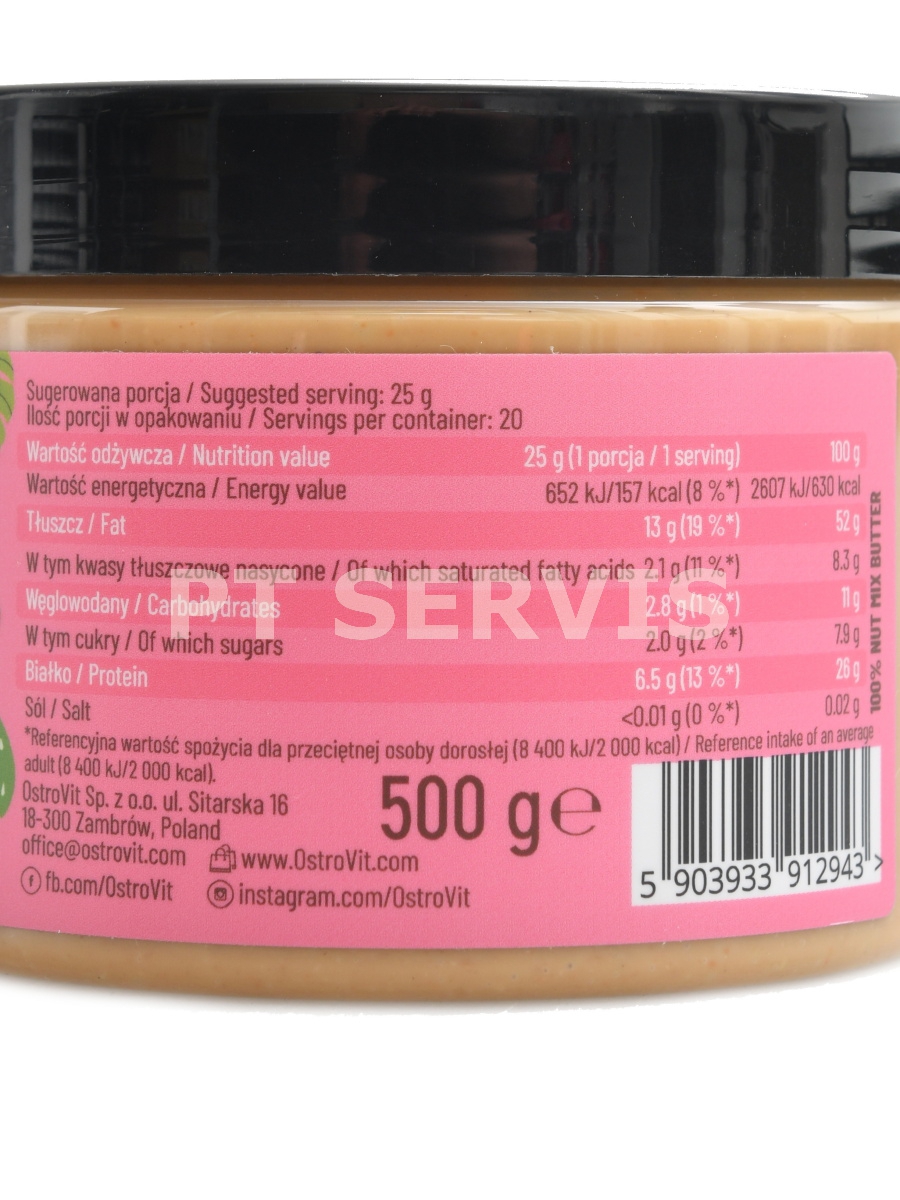 Sugerowana porcja / Suggested serving: 25 g
Ilość porcji w opakowaniu / Servings per container: 20
Wartość odżywcza / Nutrition value 25 g (1 porcja / 1 serving) 100 g
Wartość energetyczna / Energy value 652 kJ/157 kcal (8 %*) 2607 kJ/630 kcal
Tłuszcz / Fat 13 g (19 %*) 52 g
W tym kwasy tłuszczowe nasycone / Of which saturated fatty acids 2.1 g (11 %*) 8.3 g
Węglowodany / Carbohydrates 2.8 g (1 %*) 11 g
W tym cukry / Of which sugars 2.0 g (2 %*) 7.9 g
Białko / Protein 6.5 g (13 %*) 26 g
Sól / Salt <0.01 g (0 %*) 0.02 g
*Referencyjna wartość spożycia dla przeciętnej osoby dorosłej (8 400 kJ/2 000 kcal) / Reference intake of an average
adult (8 400 kJ/2 000 kcal).
OstroVit Sp. z o.o. ul. Sitarska 16
18-300 Zambrów, Poland
office@ostrovit.com www.OstroVit.com
fb.com/OstroVit instagram.com/OstroVit
500 g ℮
5 903933 912943 >
100% NUT MIX BUTTER
PT SERVIS